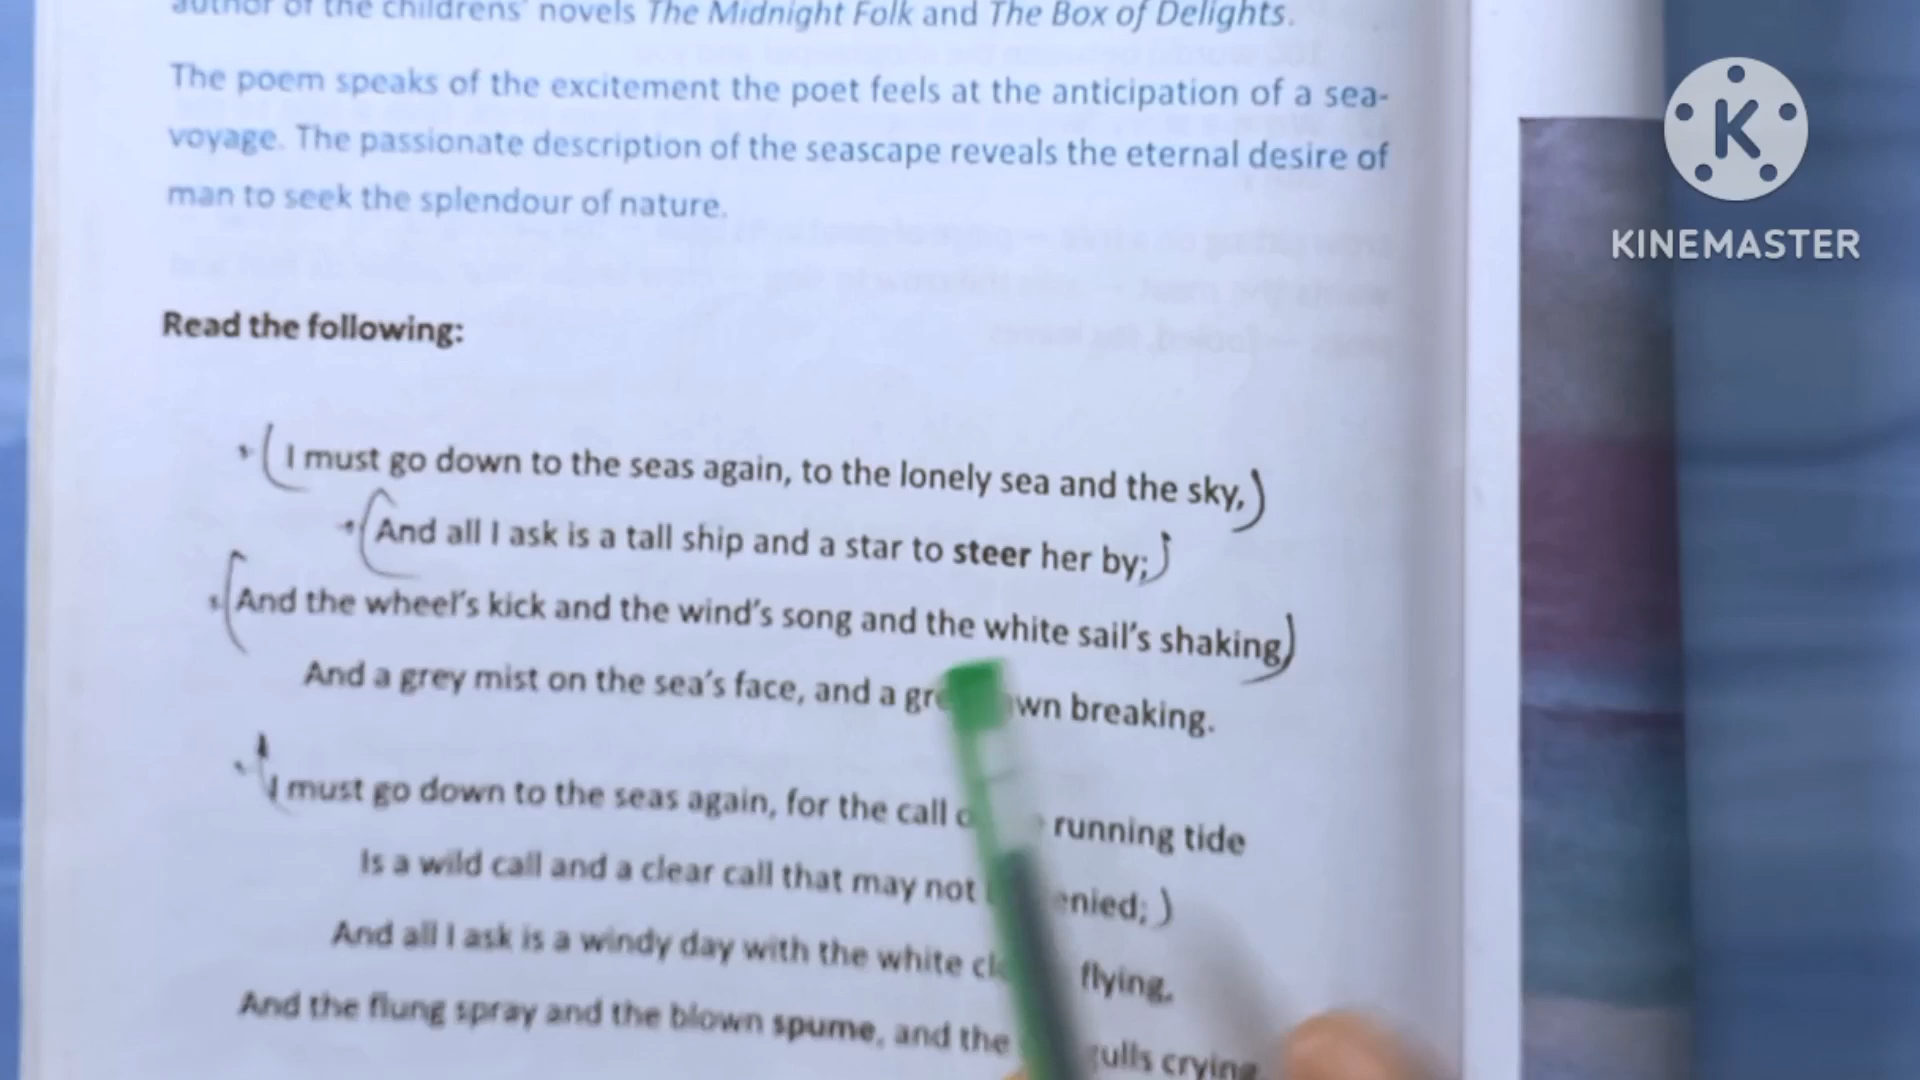 author of the childrens' novels The Midnight Folk and The Box of Delights.
The poem speaks of the excitement the poet feels at the anticipation of a sea-
voyage. The passionate description of the seascape reveals the eternal desire of
man to seek the splendour of nature.
Read the following:
I must go down to the seas again, to the lonely sea and the sky,
And all I ask is a tall ship and a star to steer her by;
And the wheel's kick and the wind's song and the white sail's shaking
And a grey mist on the sea's face, and a breaking.
I must go down to the seas again, for the call running tide
Is a wild call and a clear call that may not
And all I ask is a windy day with the white flying,
And the flung spray and the blown spume, and the crying
K
KINEMASTER